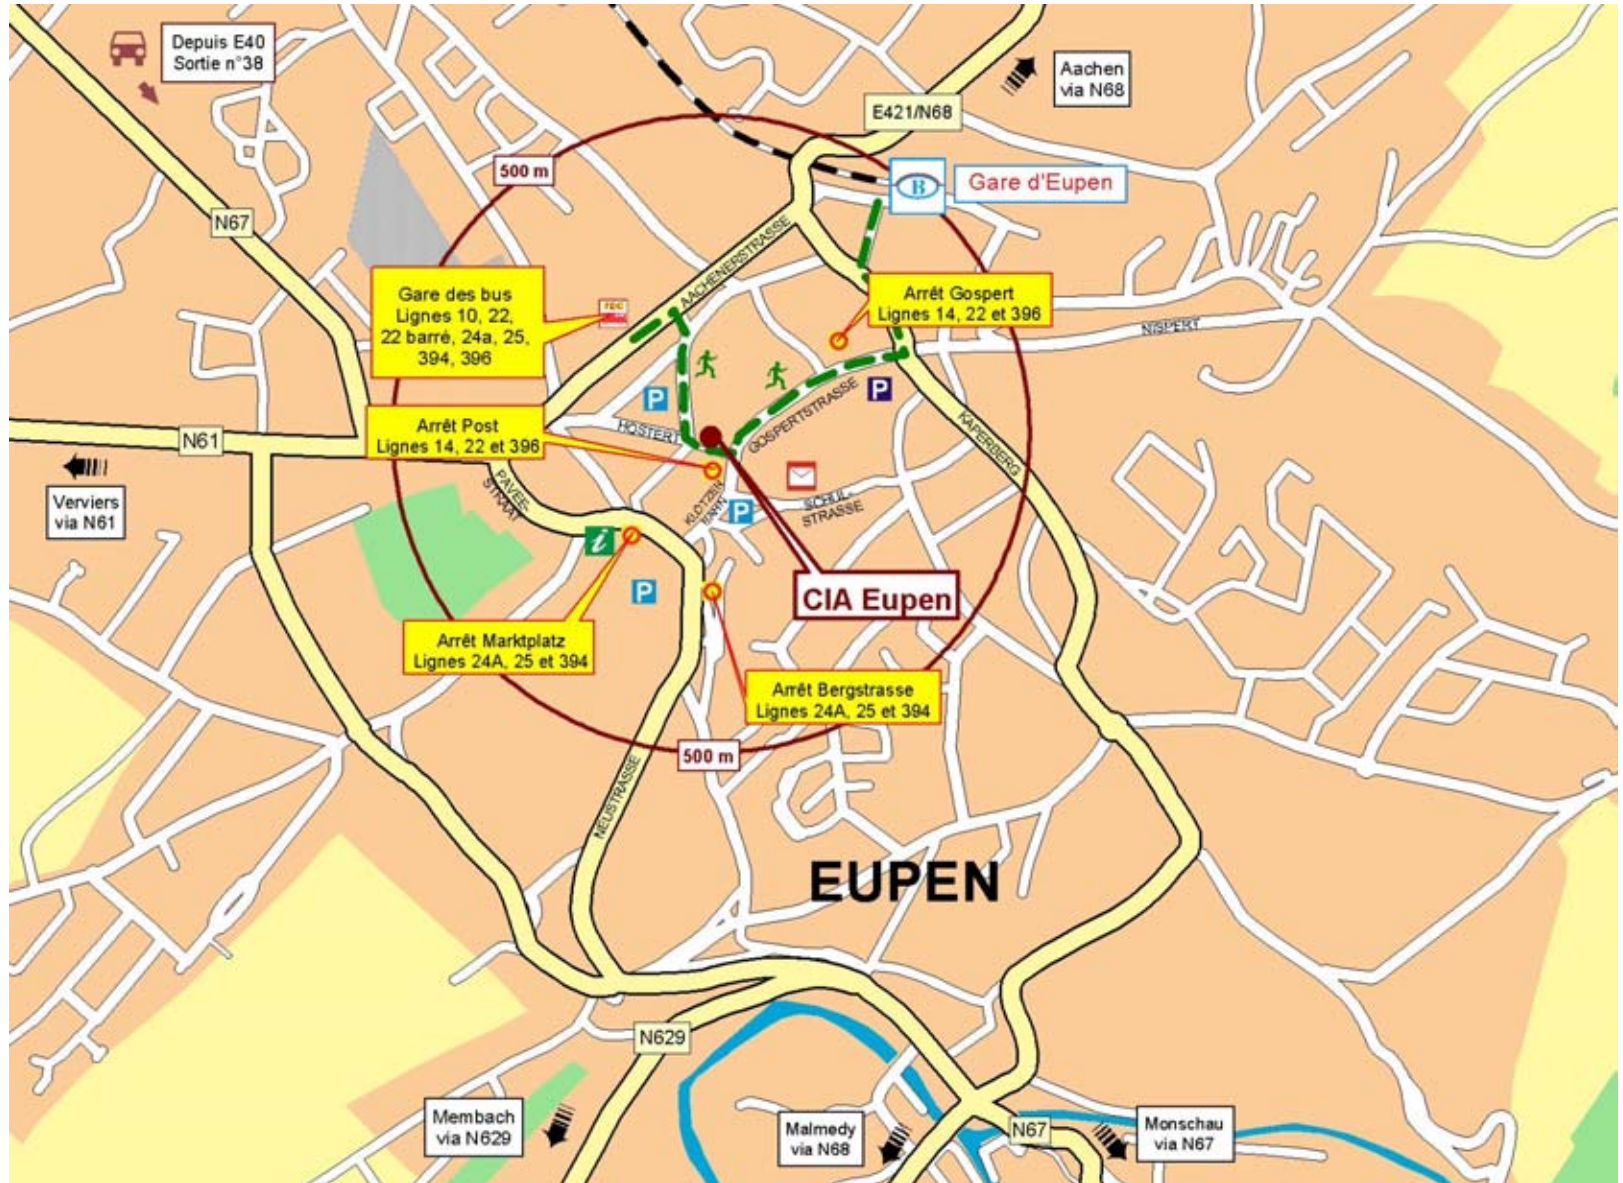 Depuis E40
Sortie n°38
Aachen
via N68
E421/N68
500 m
B
Gare d'Eupen
N67
AACHENERSTRASSE
Gare des bus
Lignes 10, 22,
22 barré, 24a, 25,
394, 396
Arrêt Gospert
Lignes 14, 22 et 396
NISPERT
P
P
GOSPERTSTRASSE
KAPERBERG
Arrêt Post
Lignes 14, 22 et 396
HOSTERT
N61
Verviers
via N61
PAVEE-
STRAAT
KLOTZER
BAHN
P
SCHUL-
STRASSE
i
P
CIA Eupen
Arrêt Marktplatz
Lignes 24A, 25 et 394
Arrêt Bergstrasse
Lignes 24A, 25 et 394
500 m
NEUSTRASSE
EUPEN
N629
Membach
via N629
Malmedy
via N68
N67
Monschau
via N67